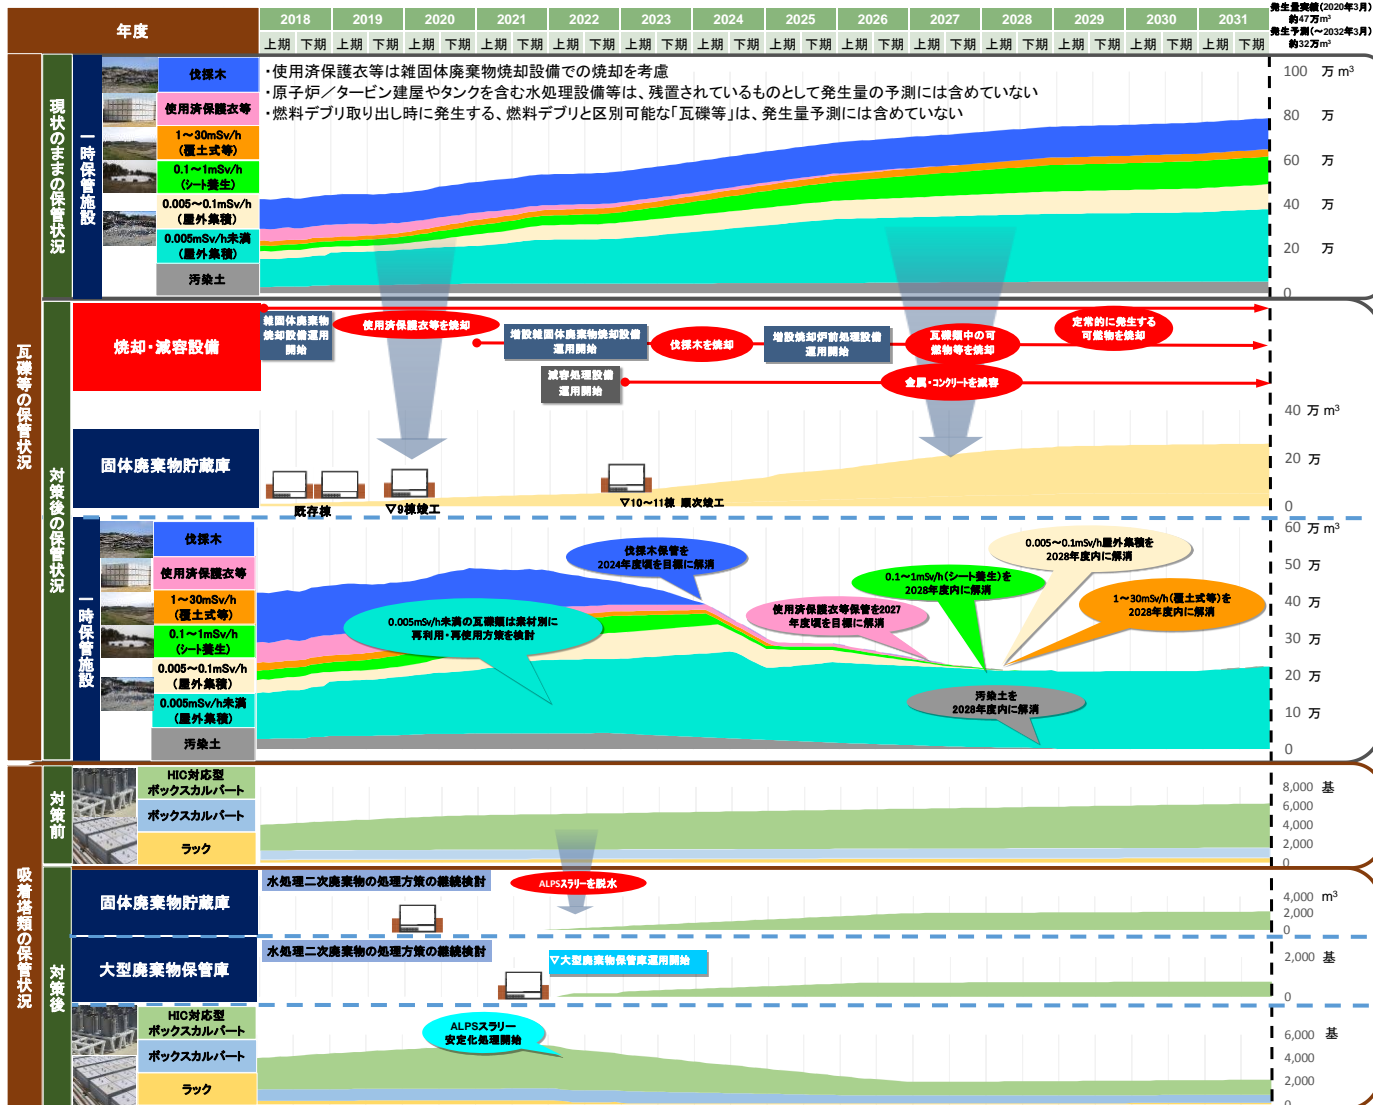 年度
2018 2019 2020 2021 2022 2023 2024 2025 2026 2027 2028 2029 2030 2031
上期 下期 上期 下期 上期 下期 上期 下期 上期 下期 上期 下期 上期 下期 上期 下期 上期 下期 上期 下期 上期 下期 上期 下期 上期 下期 上期 下期
発生量実績(2020年3月)
約47万m³
発生予測(～2032年3月)
約32万m³
瓦礫等の保管状況
現状のままの保管状況
一時保管施設
伐採木
使用済保護衣等
1～30mSv/h
(覆土式等)
0.1～1mSv/h
(シート養生)
0.005～0.1mSv/h
(屋外集積)
0.005mSv/h未満
(屋外集積)
汚染土
・使用済保護衣等は雑固体廃棄物焼却設備での焼却を考慮
・原子炉／タービン建屋やタンクを含む水処理設備等は、残置されているものとして発生量の予測には含めていない
・燃料デブリ取り出し時に発生する、燃料デブリと区別可能な「瓦礫等」は、発生量予測には含めていない
100 万 m³
80 万
60 万
40 万
20 万
0
対策後の保管状況
焼却・減容設備
雑固体廃棄物
焼却設備運用
開始
使用済保護衣等を焼却
増設雑固体廃棄物焼却設備
運用開始
伐採木を焼却
増設焼却炉前処理設備
運用開始
瓦礫類中の可
燃物等を焼却
定常的に発生する
可燃物を焼却
減容処理設備
運用開始
金属・コンクリートを減容
固体廃棄物貯蔵庫
既存棟
▽9棟竣工
▽10～11棟 順次竣工
40 万 m³
20 万
0
一時保管施設
伐採木
使用済保護衣等
1～30mSv/h
(覆土式等)
0.1～1mSv/h
(シート養生)
0.005～0.1mSv/h
(屋外集積)
0.005mSv/h未満
(屋外集積)
汚染土
伐採木保管を
2024年度頃を目標に解消
0.005mSv/h未満の瓦礫類は素材別に
再利用・再使用方策を検討
使用済保護衣等保管を2027
年度頃を目標に解消
0.1～1mSv/h(シート養生)を
2028年度内に解消
0.005～0.1mSv/h屋外集積を
2028年度内に解消
1～30mSv/h(覆土式等)を
2028年度内に解消
汚染土を
2028年度内に解消
60 万m³
50 万
40 万
30 万
20 万
10 万
0
吸着塔類の保管状況
対策前
HIC対応型
ボックスカルバート
ボックスカルバート
ラック
8,000 基
6,000
4,000
2,000
0
対策後
固体廃棄物貯蔵庫
水処理二次廃棄物の処理方策の継続検討
ALPSスラリーを脱水
4,000 m³
2,000
0
大型廃棄物保管庫
水処理二次廃棄物の処理方策の継続検討
▽大型廃棄物保管庫運用開始
2,000 基
0
HIC対応型
ボックスカルバート
ボックスカルバート
ラック
ALPSスラリー
安定化処理開始
6,000 基
4,000
2,000
0